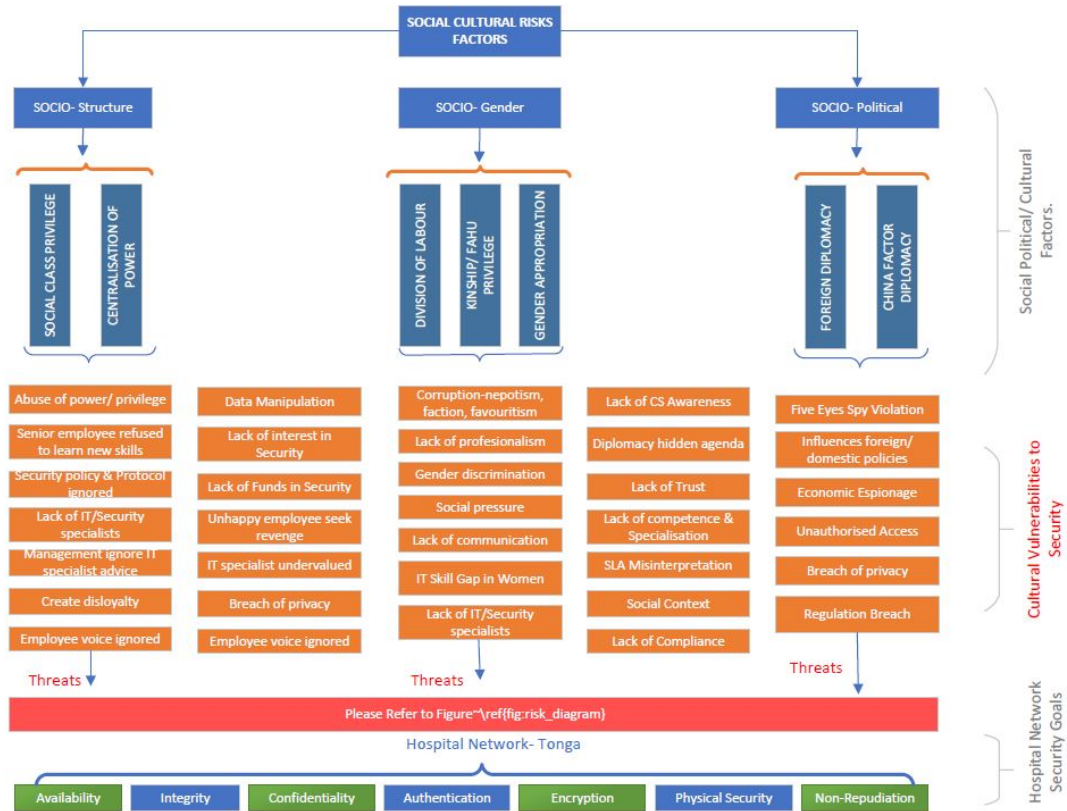 SOCIAL CULTURAL RISKS
FACTORS
SOCIO- Structure
SOCIO- Gender
SOCIO- Political
SOCIAL CLASS PRIVILEGE
CENTRALISATION OF
POWER
DIVISION OF LABOUR
KINSHIP/ FAHU
PRIVILEGE
GENDER APPROPRIATION
FOREIGN DIPLOMACY
CHINA FACTOR
DIPLOMACY
Social Political/ Cultural
Factors.
Abuse of power/ privilege
Senior employee refused
to learn new skills
Security policy & Protocol
ignored
Lack of IT/Security
specialists
Management ignore IT
specialist advice
Create disloyalty
Employee voice ignored
Data Manipulation
Lack of interest in
Security
Lack of Funds in Security
Unhappy employee seek
revenge
IT specialist undervalued
Breach of privacy
Employee voice ignored
Corruption-nepotism,
faction, favouritism
Lack of profesionalism
Gender discrimination
Social pressure
Lack of communication
IT Skill Gap in Women
Lack of IT/Security
specialists
Lack of CS Awareness
Diplomacy hidden agenda
Lack of Trust
Lack of competence &
Specialisation
SLA Misinterpretation
Social Context
Lack of Compliance
Five Eyes Spy Violation
Influences foreign/
domestic policies
Economic Espionage
Unauthorised Access
Breach of privacy
Regulation Breach
Cultural Vulnerabilities to
Security
Threats
Threats
Threats
Please Refer to Figure~\ref{fig:risk_diagram}
Hospital Network- Tonga
Availability
Integrity
Confidentiality
Authentication
Encryption
Physical Security
Non-Repudiation
Hospital Network
Security Goals